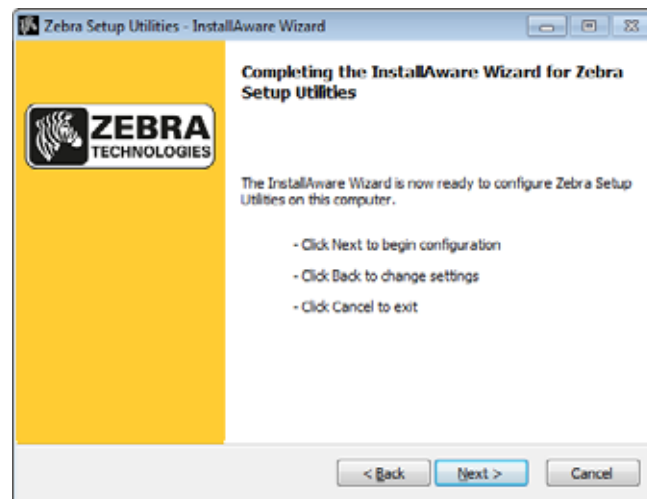 Zebra Setup Utilities - InstallAware Wizard
Completing the InstallAware Wizard for Zebra
Setup Utilities
ZEBRA
TECHNOLOGIES
The InstallAware Wizard is now ready to configure Zebra Setup
Utilities on this computer.
- Click Next to begin configuration
- Click Back to change settings
- Click Cancel to exit
< Back
Next >
Cancel